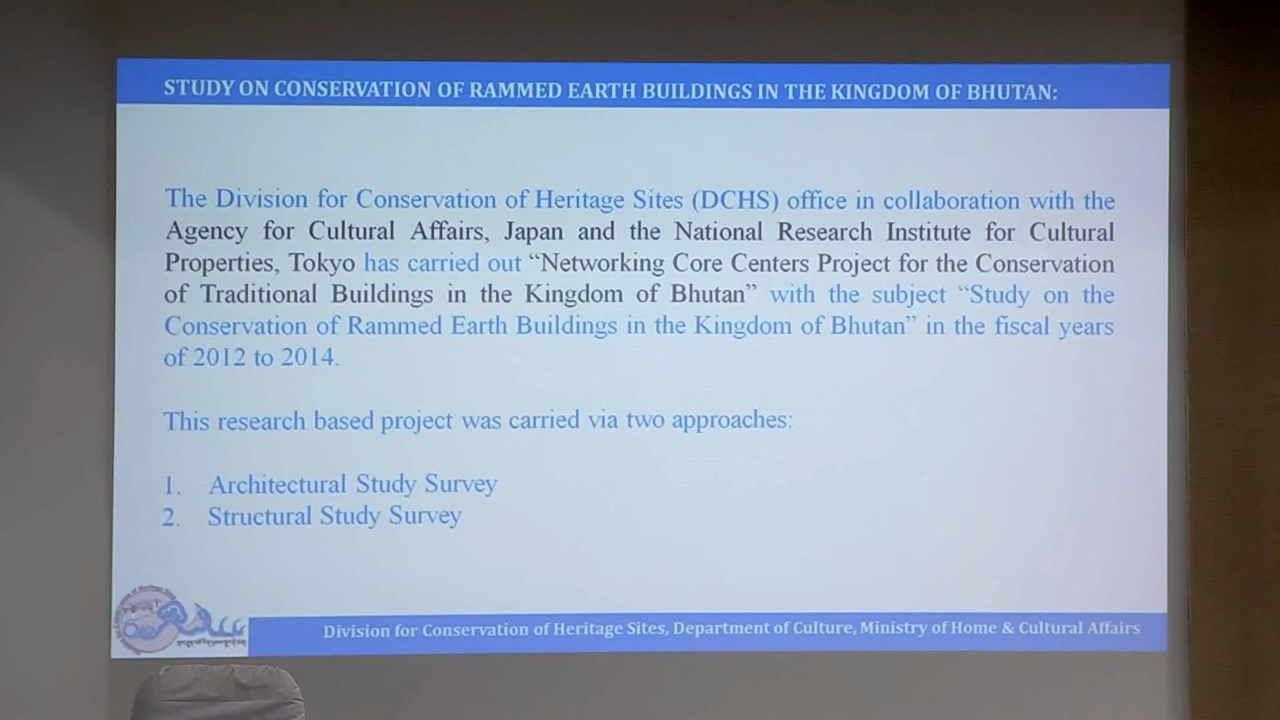 STUDY ON CONSERVATION OF RAMMED EARTH BUILDINGS IN THE KINGDOM OF BHUTAN:
The Division for Conservation of Heritage Sites (DCHS) office in collaboration with the
Agency for Cultural Affairs, Japan and the National Research Institute for Cultural
Properties, Tokyo has carried out “Networking Core Centers Project for the Conservation
of Traditional Buildings in the Kingdom of Bhutan” with the subject “Study on the
Conservation of Rammed Earth Buildings in the Kingdom of Bhutan” in the fiscal years
of 2012 to 2014.
This research based project was carried via two approaches:
1. Architectural Study Survey
2. Structural Study Survey
Division for Conservation of Heritage Sites, Department of Culture, Ministry of Home & Cultural Affairs